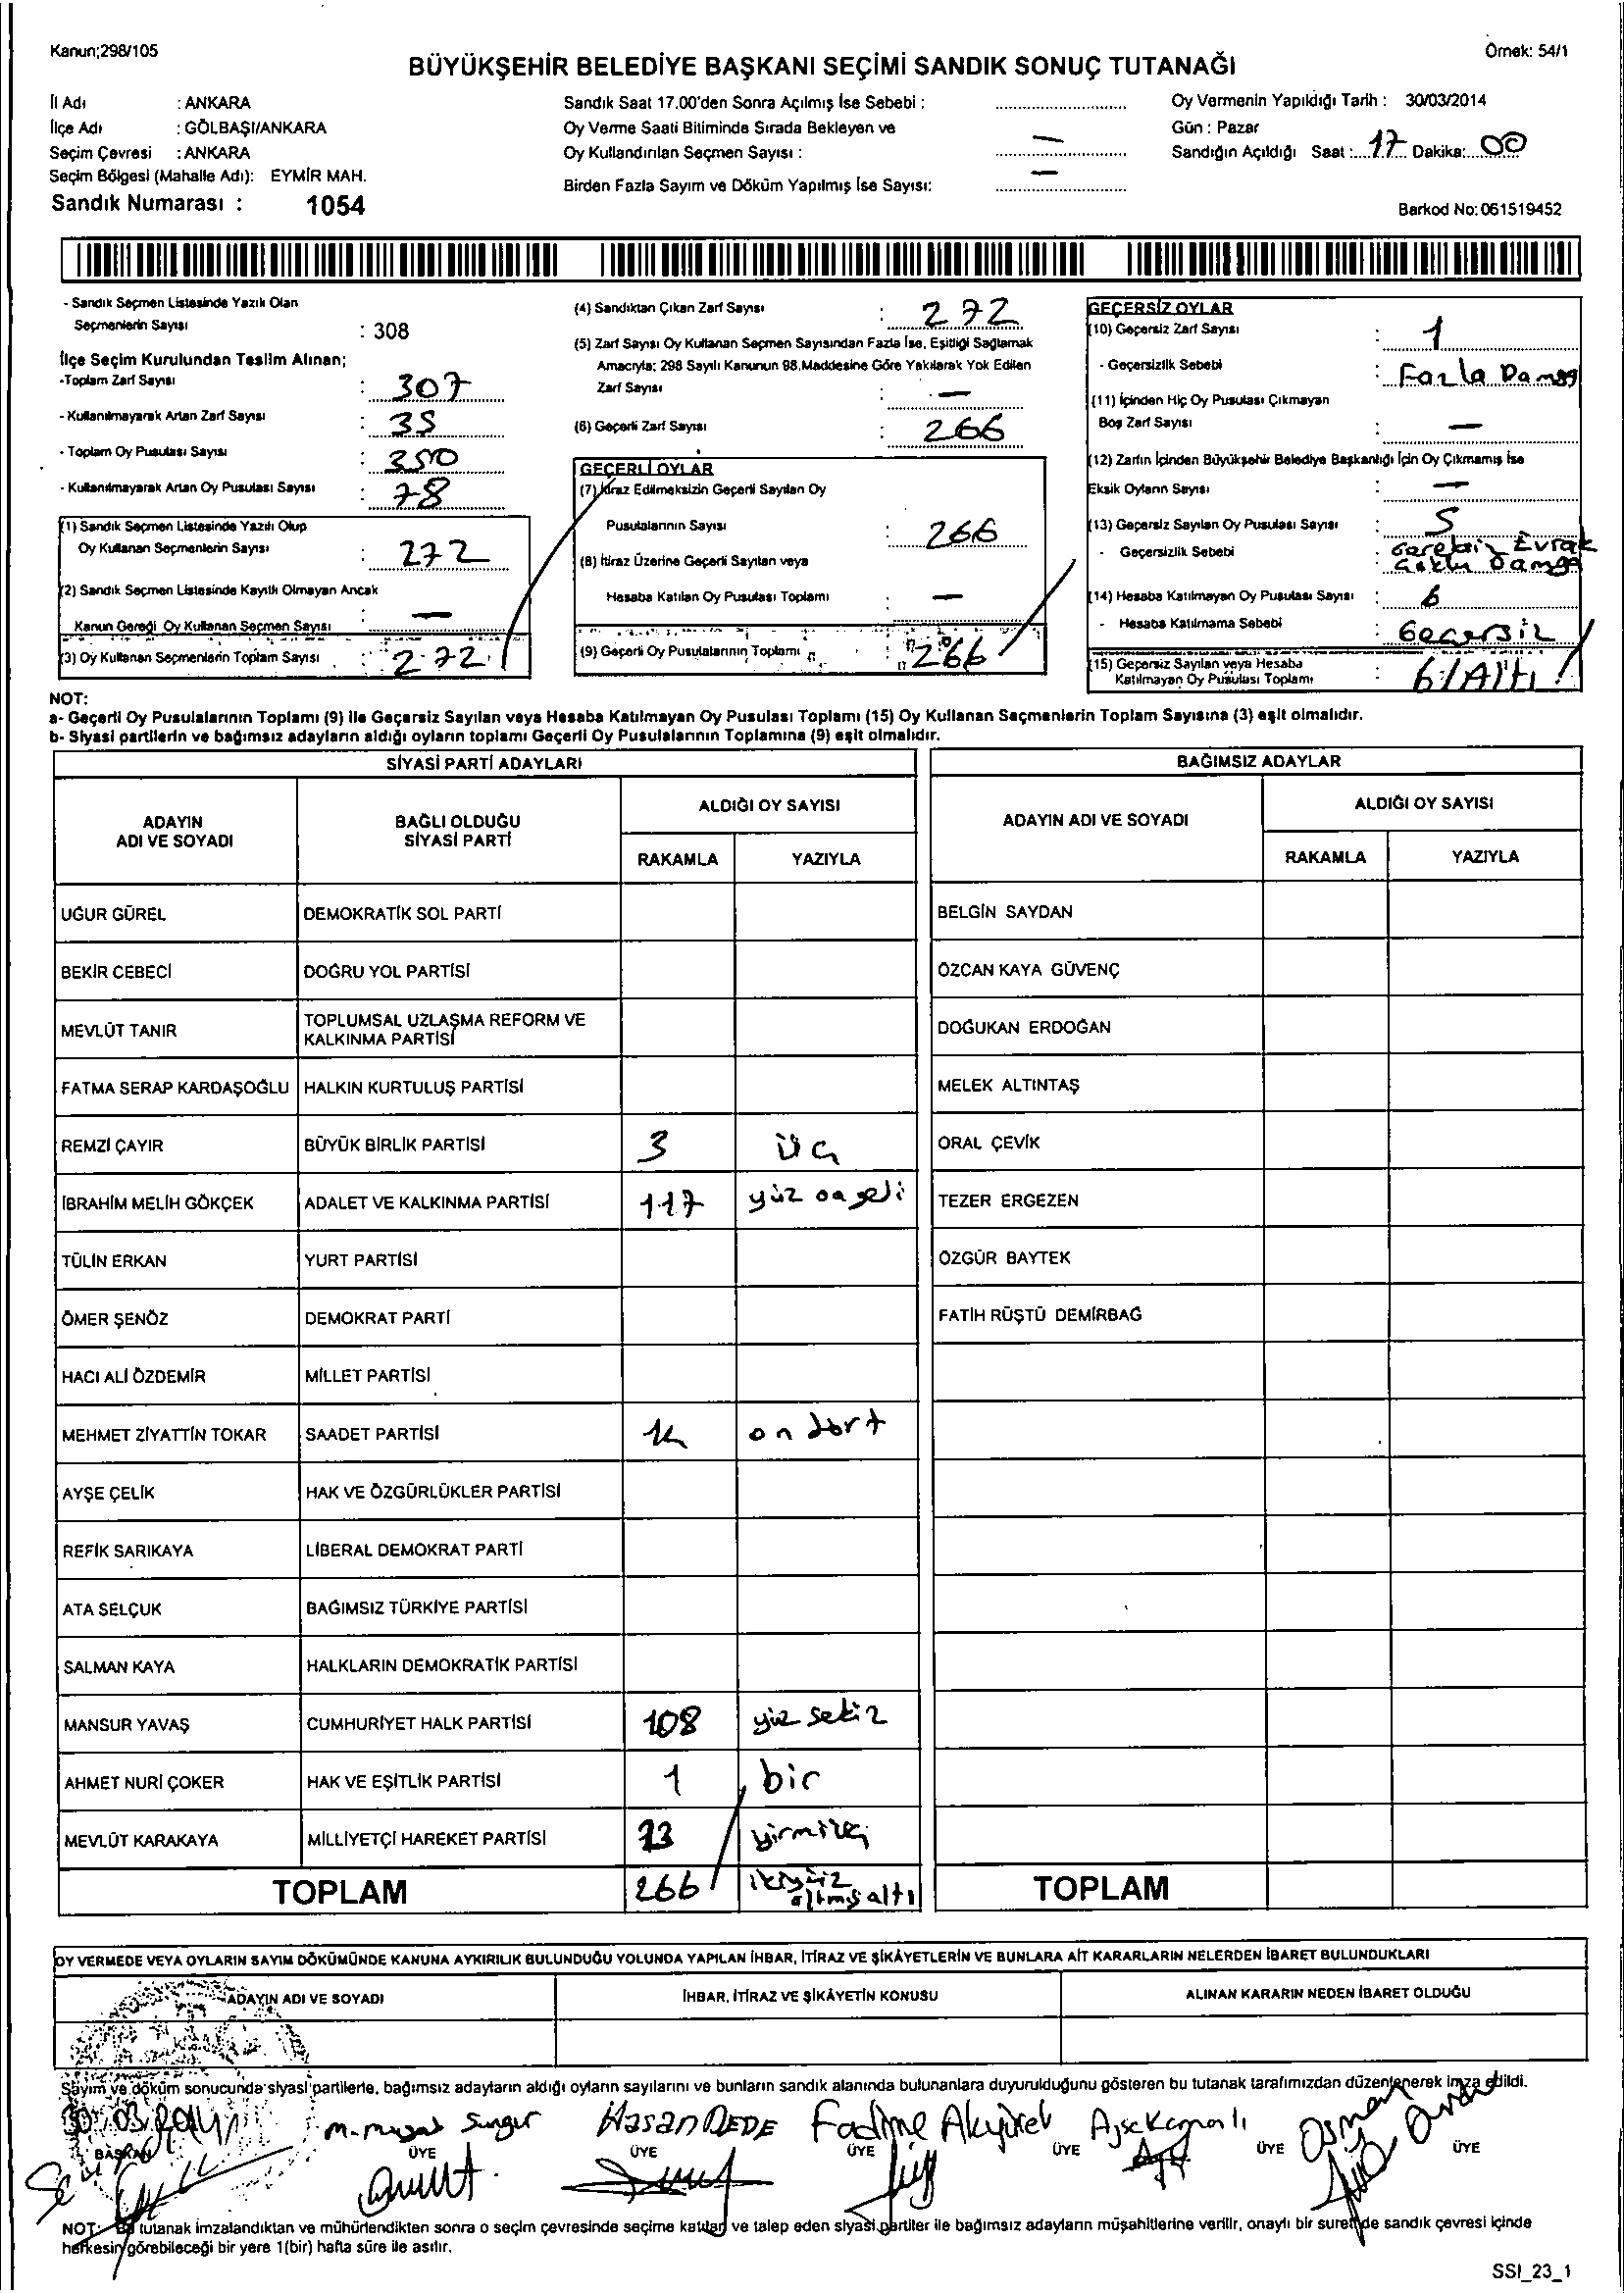 Kanun;298/105
Örnek: 54/1
BÜYÜKŞEHİR BELEDİYE BAŞKANI SEÇİMİ SANDIK SONUÇ TUTANAĞI
İl Adı : ANKARA
İlçe Adı : GÖLBAŞI/ANKARA
Seçim Çevresi : ANKARA
Seçim Bölgesi (Mahalle Adı): EYMİR MAH.
Sandık Numarası : 1054
Sandık Saat 17.00'den Sonra Açılmış İse Sebebi :
Oy Verme Saati Bitiminde Sırada Bekleyen ve
Oy Kullandırılan Seçmen Sayısı : —
Birden Fazla Sayım ve Döküm Yapılmış İse Sayısı: —
Oy Vermenin Yapıldığı Tarih : 30/03/2014
Gün : Pazar
Sandığın Açıldığı Saat : 17 Dakika: 00
Barkod No: 061519452
- Sandık Seçmen Listesinde Yazılı Olan
Seçmenlerin Sayısı : 308
İlçe Seçim Kurulundan Teslim Alınan;
-Toplam Zarf Sayısı : 307
- Kullanılmayarak Artan Zarf Sayısı : 35
- Toplam Oy Pusulası Sayısı : 350
- Kullanılmayarak Artan Oy Pusulası Sayısı : 78
(1) Sandık Seçmen Listesinde Yazılı Olup
Oy Kullanan Seçmenlerin Sayısı : 272
(2) Sandık Seçmen Listesinde Kayıtlı Olmayan Ancak
Kanun Gereği Oy Kullanan Seçmen Sayısı : —
(3) Oy Kullanan Seçmenlerin Toplam Sayısı : 272
(4) Sandıktan Çıkan Zarf Sayısı : 272
(5) Zarf Sayısı Oy Kullanan Seçmen Sayısından Fazla İse, Eşitliği Sağlamak
Amacıyla; 298 Sayılı Kanunun 98.Maddesine Göre Yakılarak Yok Edilen
Zarf Sayısı : —
(6) Geçerli Zarf Sayısı : 266
GEÇERLİ OYLAR
(7) İtiraz Edilmeksizin Geçerli Sayılan Oy
Pusulalarının Sayısı : 266
(8) İtiraz Üzerine Geçerli Sayılan veya
Hesaba Katılan Oy Pusulası Toplamı : —
(9) Geçerli Oy Pusulalarının Toplamı : 266
GEÇERSİZ OYLAR
(10) Geçersiz Zarf Sayısı : 1
- Geçersizlik Sebebi : Fazla Damga
(11) İçinden Hiç Oy Pusulası Çıkmayan
Boş Zarf Sayısı : —
(12) Zarfın İçinden Büyükşehir Belediye Başkanlığı İçin Oy Çıkmamış İse
Eksik Oyların Sayısı : —
(13) Geçersiz Sayılan Oy Pusulası Sayısı : 5
- Geçersizlik Sebebi : Evrak
Damga
(14) Hesaba Katılmayan Oy Pusulası Sayısı : 6
- Hesaba Katılmama Sebebi : Geçersiz
(15) Geçersiz Sayılan veya Hesaba
Katılmayan Oy Pusulası Toplamı : 6/Altı
NOT:
a- Geçerli Oy Pusulalarının Toplamı (9) ile Geçersiz Sayılan veya Hesaba Katılmayan Oy Pusulası Toplamı (15) Oy Kullanan Seçmenlerin Toplam Sayısına (3) eşit olmalıdır.
b- Siyasi partilerin ve bağımsız adayların aldığı oyların toplamı Geçerli Oy Pusulalarının Toplamına (9) eşit olmalıdır.
SİYASİ PARTİ ADAYLARI
ADAYIN ADI VE SOYADI
BAĞLI OLDUĞU SİYASİ PARTİ
ALDIĞI OY SAYISI
RAKAMLA YAZIYLA
UĞUR GÜREL DEMOKRATİK SOL PARTİ
BEKİR CEBECİ DOĞRU YOL PARTİSİ
MEVLÜT TANIR TOPLUMSAL UZLAŞMA REFORM VE KALKINMA PARTİSİ
FATMA SERAP KARDAŞOĞLU HALKIN KURTULUŞ PARTİSİ
REMZİ ÇAYIR BÜYÜK BİRLİK PARTİSİ 3 üç
İBRAHİM MELİH GÖKÇEK ADALET VE KALKINMA PARTİSİ 117 yüz
TÜLİN ERKAN YURT PARTİSİ
ÖMER ŞENÖZ DEMOKRAT PARTİ
HACI ALİ ÖZDEMİR MİLLET PARTİSİ
MEHMET ZİYATTİN TOKAR SAADET PARTİSİ 14 on dört
AYŞE ÇELİK HAK VE ÖZGÜRLÜKLER PARTİSİ
REFİK SARIKAYA LİBERAL DEMOKRAT PARTİ
ATA SELÇUK BAĞIMSIZ TÜRKİYE PARTİSİ
SALMAN KAYA HALKLARIN DEMOKRATİK PARTİSİ
MANSUR YAVAŞ CUMHURİYET HALK PARTİSİ 108 yüz sekiz
AHMET NURİ ÇOKER HAK VE EŞİTLİK PARTİSİ 1 bir
MEVLÜT KARAKAYA MİLLİYETÇİ HAREKET PARTİSİ 23 yirmiüç
TOPLAM 266 ikiyüz altmış altı
BAĞIMSIZ ADAYLAR
ADAYIN ADI VE SOYADI
ALDIĞI OY SAYISI
RAKAMLA YAZIYLA
BELGİN SAYDAN
ÖZCAN KAYA GÜVENÇ
DOĞUKAN ERDOĞAN
MELEK ALTINTAŞ
ORAL ÇEVİK
TEZER ERGEZEN
ÖZGÜR BAYTEK
FATİH RÜŞTÜ DEMİRBAĞ
TOPLAM
OY VERMEDE VEYA OYLARIN SAYIM DÖKÜMÜNDE KANUNA AYKIRILIK BULUNDUĞU YOLUNDA YAPILAN İHBAR, İTİRAZ VE ŞİKÂYETLERİN VE BUNLARA AİT KARARLARIN NELERDEN İBARET BULUNDUKLARI
ADAYIN ADI VE SOYADI
İHBAR, İTİRAZ VE ŞİKÂYETİN KONUSU
ALINAN KARARIN NEDEN İBARET OLDUĞU
Sayım ve döküm sonucunda siyasi partilerle, bağımsız adayların aldığı oyların sayılarını ve bunların sandık alanında bulunanlara duyurulduğunu gösteren bu tutanak tarafımızdan düzenlenerek imza edildi.
30.03.2014
Hasan DEDE Fadime Akyürek Ayşe Osman
BAŞKAN ÜYE ÜYE ÜYE ÜYE ÜYE ÜYE
NOT: Bu tutanak imzalandıktan ve mühürlendikten sonra o seçim çevresinde seçime katılan ve talep eden siyasi partiler ile bağımsız adayların müşahitlerine verilir, onaylı bir sureti de sandık çevresi içinde
herkesin görebileceği bir yere 1(bir) hafta süre ile asılır.
SSI_23_1